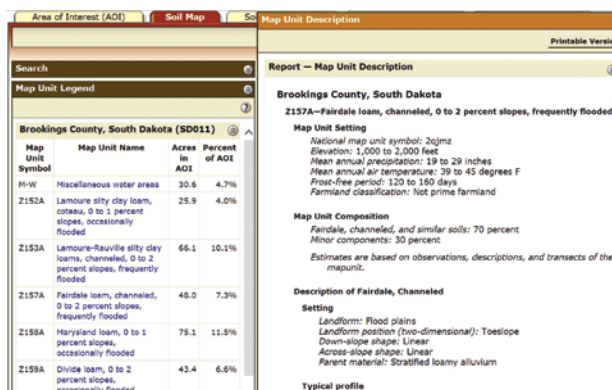 Area of Interest (AOI)
Soil Map
Map Unit Description
Printable Versio
Search
Report — Map Unit Description
Map Unit Legend
Brookings County, South Dakota (SD011)
Map Unit Symbol
Map Unit Name
Acres in AOI
Percent of AOI
M-W Miscellaneous water areas 30.6 4.7%
Z152A Lamoure silty clay loam, 25.9 4.0%
coteau, 0 to 1 percent
slopes, occasionally
flooded
Z153A Lamoure-Rauville silty clay 66.1 10.1%
loams, channeled, 0 to 2
percent slopes, frequently
flooded
Z157A Fairdale loam, channeled, 48.0 7.3%
0 to 2 percent slopes,
frequently flooded
Z158A Marysland loam, 0 to 1 75.1 11.5%
percent slopes,
occasionally flooded
Z159A Divide loam, 0 to 2 43.4 6.6%
percent slopes,
occasionally flooded
Brookings County, South Dakota
Z157A—Fairdale loam, channeled, 0 to 2 percent slopes, frequently flooded
Map Unit Setting
National map unit symbol: 2qjmz
Elevation: 1,000 to 2,000 feet
Mean annual precipitation: 19 to 29 inches
Mean annual air temperature: 39 to 45 degrees F
Frost-free period: 120 to 160 days
Farmland classification: Not prime farmland
Map Unit Composition
Fairdale, channeled, and similar soils: 70 percent
Minor components: 30 percent
Estimates are based on observations, descriptions, and transects of the
mapunit.
Description of Fairdale, Channeled
Setting
Landform: Flood plains
Landform position (two-dimensional): Toeslope
Down-slope shape: Linear
Across-slope shape: Linear
Parent material: Stratified loamy alluvium
Typical profile